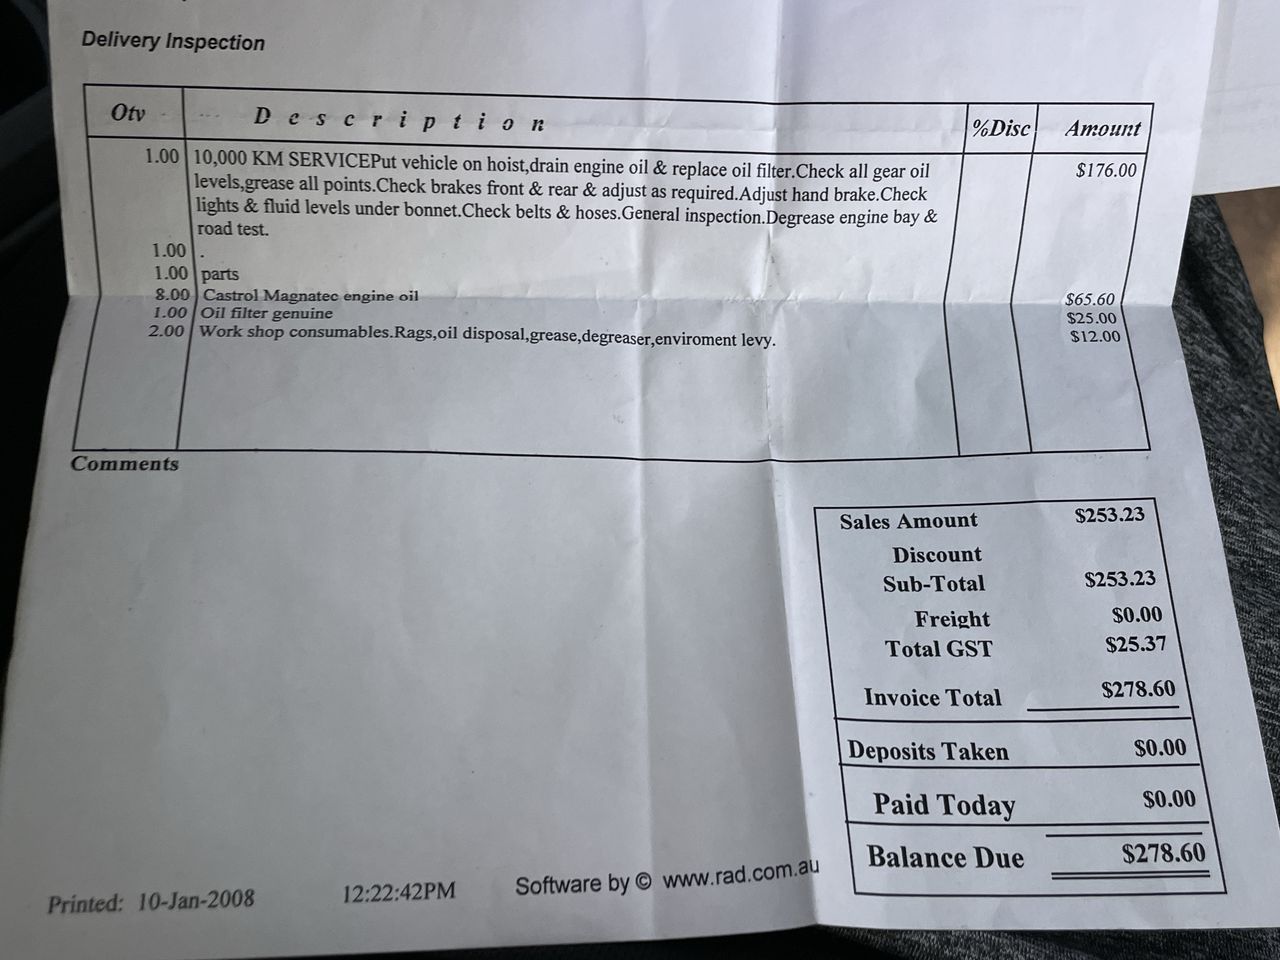 Delivery Inspection
Qty D e s c r i p t i o n %Disc Amount
1.00 10,000 KM SERVICEPut vehicle on hoist,drain engine oil & replace oil filter.Check all gear oil $176.00
levels,grease all points.Check brakes front & rear & adjust as required.Adjust hand brake.Check
lights & fluid levels under bonnet.Check belts & hoses.General inspection.Degrease engine bay &
road test.
1.00 .
1.00 parts
8.00 Castrol Magnatec engine oil $65.60
1.00 Oil filter genuine $25.00
2.00 Work shop consumables.Rags,oil disposal,grease,degreaser,enviroment levy. $12.00
Comments
Sales Amount $253.23
Discount
Sub-Total $253.23
Freight $0.00
Total GST $25.37
Invoice Total $278.60
Deposits Taken $0.00
Paid Today $0.00
Balance Due $278.60
Printed: 10-Jan-2008 12:22:42PM Software by © www.rad.com.au